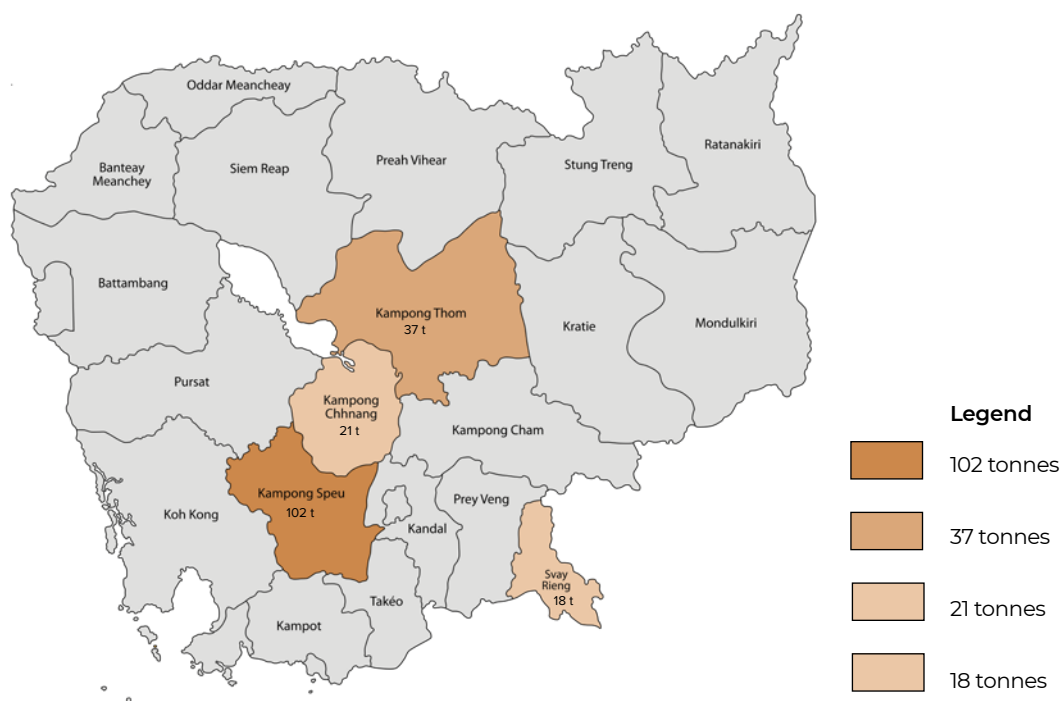 Oddar Meancheay
Banteay
Meanchey
Siem Reap
Preah Vihear
Stung Treng
Ratanakiri
Battambang
Kampong Thom
37 t
Kratie
Mondulkiri
Pursat
Kampong
Chhnang
21 t
Kampong Cham
Kampong Speu
102 t
Koh Kong
Prey Veng
Kandal
Svay
Rieng
18 t
Takéo
Kampot
Legend
102 tonnes
37 tonnes
21 tonnes
18 tonnes